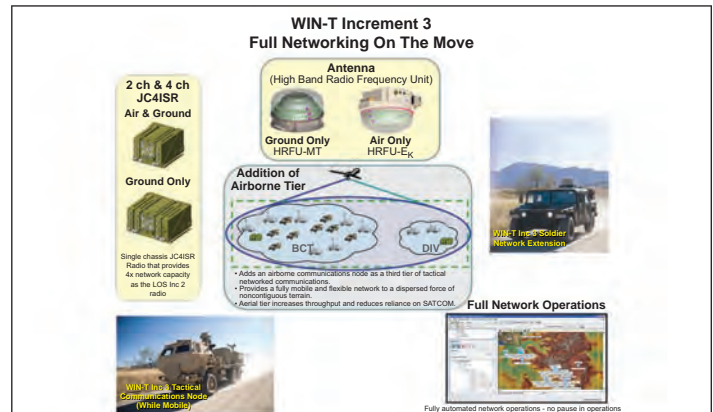 WIN-T Increment 3
Full Networking On The Move
2 ch & 4 ch
JC4ISR
Air & Ground
Ground Only
Single chassis JC4ISR
Radio that provides
4x network capacity
as the LOS Inc 2
radio
Antenna
(High Band Radio Frequency Unit)
Ground Only
HRFU-MT
Air Only
HRFU-EK
Addition of
Airborne Tier
BCT
DIV
• Adds an airborne communications node as a third tier of tactical
networked communications.
• Provides a fully mobile and flexible network to a dispersed force of
noncontiguous terrain.
• Aerial tier increases throughput and reduces reliance on SATCOM.
WIN-T Inc 3 Soldier
Network Extension
WIN-T Inc 3 Tactical
Communications Node
(While Mobile)
Full Network Operations
Fully automated network operations - no pause in operations